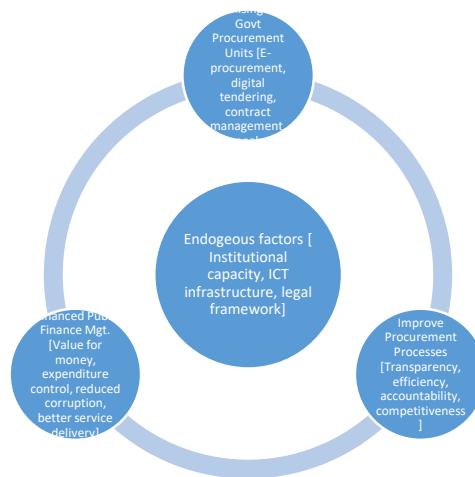 Govt
Procurement
Units [E-
procurement,
digital
tendering,
contract
management
Endogeous factors [
Institutional
capacity, ICT
infrastructure, legal
framework]
Finance Mgt.
[Value for
money,
expenditure
control, reduced
corruption,
better service
delivery]
Improve
Procurement
Processes
[Transparency,
efficiency,
accountability,
competitiveness
]